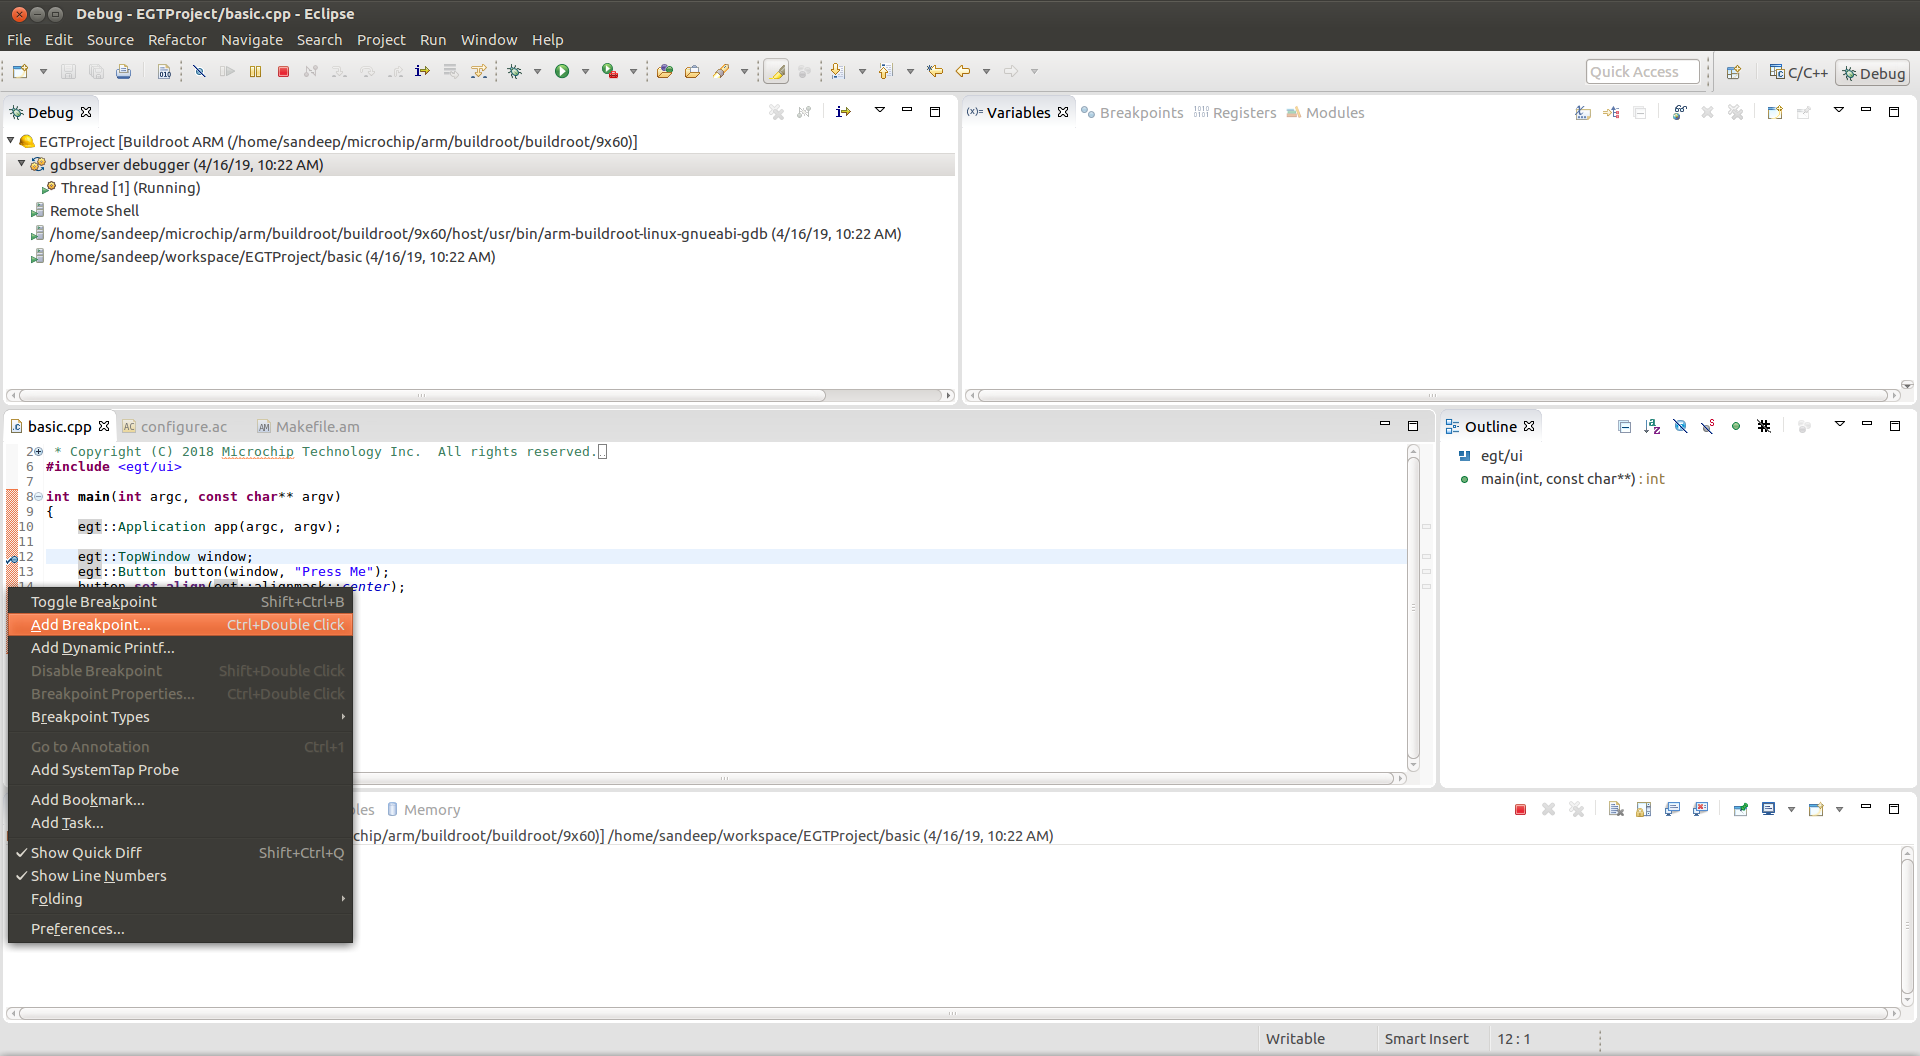 Debug - EGTProject/basic.cpp - Eclipse
File Edit Source Refactor Navigate Search Project Run Window Help
Quick Access C/C++ Debug
Debug
EGTProject [Buildroot ARM (/home/sandeep/microchip/arm/buildroot/buildroot/9x60)]
gdbserver debugger (4/16/19, 10:22 AM)
Thread [1] (Running)
Remote Shell
/home/sandeep/microchip/arm/buildroot/buildroot/9x60/host/usr/bin/arm-buildroot-linux-gnueabi-gdb (4/16/19, 10:22 AM)
/home/sandeep/workspace/EGTProject/basic (4/16/19, 10:22 AM)
(x)= Variables Breakpoints Registers Modules
basic.cpp configure.ac Makefile.am
2 * Copyright (C) 2018 Microchip Technology Inc.  All rights reserved.
6 #include <egt/ui>
7
8 int main(int argc, const char** argv)
9 {
10 egt::Application app(argc, argv);
11
12 egt::TopWindow window;
13 egt::Button button(window, "Press Me");
14 button.set_align(egt::alignmask::center);
Toggle Breakpoint Shift+Ctrl+B
Add Breakpoint... Ctrl+Double Click
Add Dynamic Printf...
Disable Breakpoint Shift+Double Click
Breakpoint Properties... Ctrl+Double Click
Breakpoint Types
Go to Annotation Ctrl+1
Add SystemTap Probe
Add Bookmark...
Add Task...
Show Quick Diff Shift+Ctrl+Q
Show Line Numbers
Folding
Preferences...
Outline
egt/ui
main(int, const char**) : int
bles Memory
chip/arm/buildroot/buildroot/9x60)] /home/sandeep/workspace/EGTProject/basic (4/16/19, 10:22 AM)
Writable Smart Insert 12 : 1